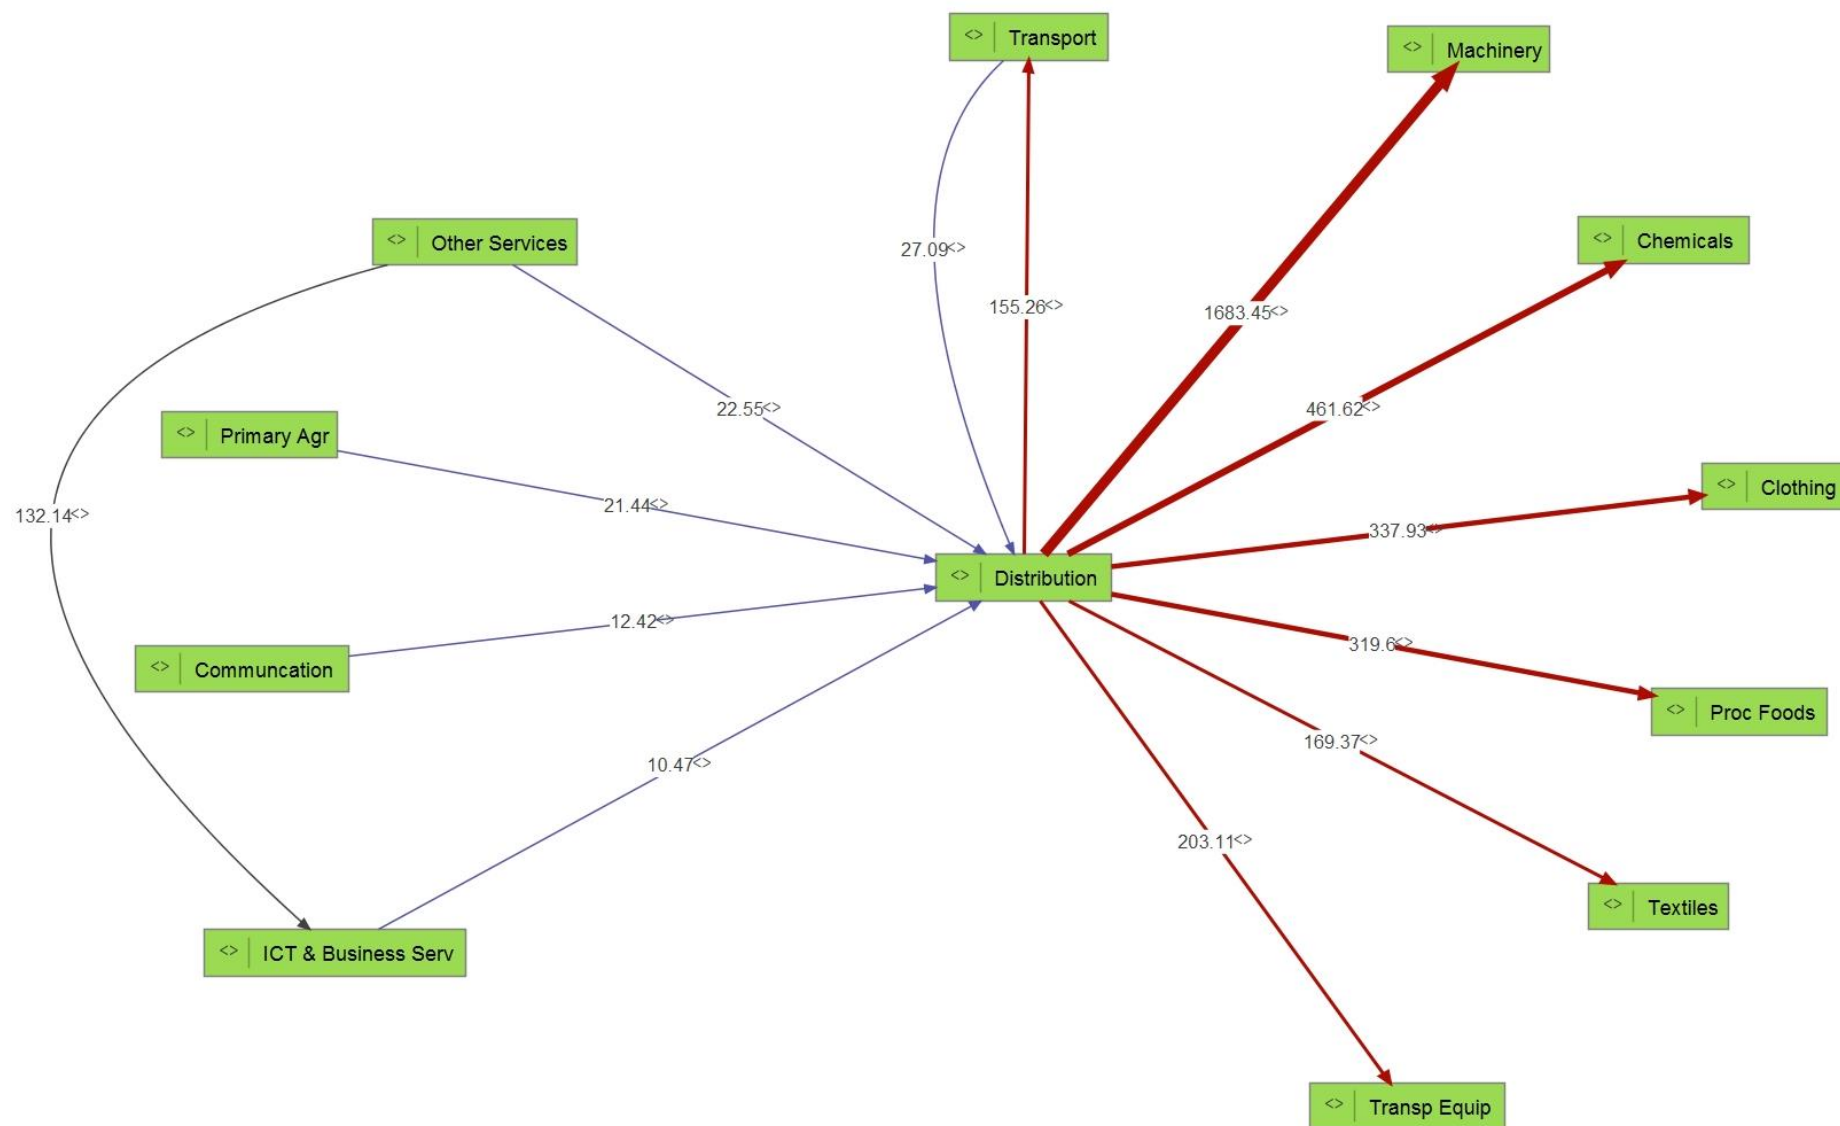 <> Transport
<> Machinery
<> Other Services
<> Chemicals
27.09<>
155.26<>
1683.45<>
22.55<>
461.62<>
<> Primary Agr
<> Clothing
21.44<>
132.14<>
337.93<>
<> Distribution
12.42<>
319.6<>
<> Communcation
<> Proc Foods
169.37<>
10.47<>
203.11<>
<> Textiles
<> ICT & Business Serv
<> Transp Equip